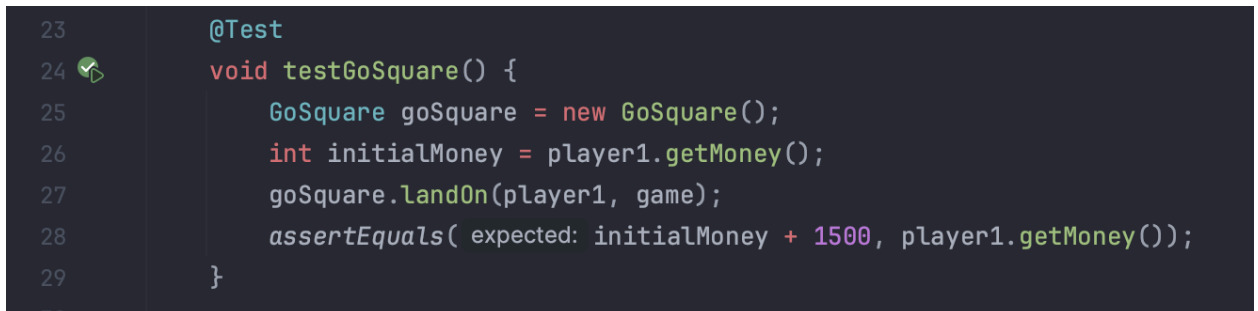 23 @Test
24 void testGoSquare() {
25 GoSquare goSquare = new GoSquare();
26 int initialMoney = player1.getMoney();
27 goSquare.landOn(player1, game);
28 assertEquals( expected: initialMoney + 1500, player1.getMoney());
29 }